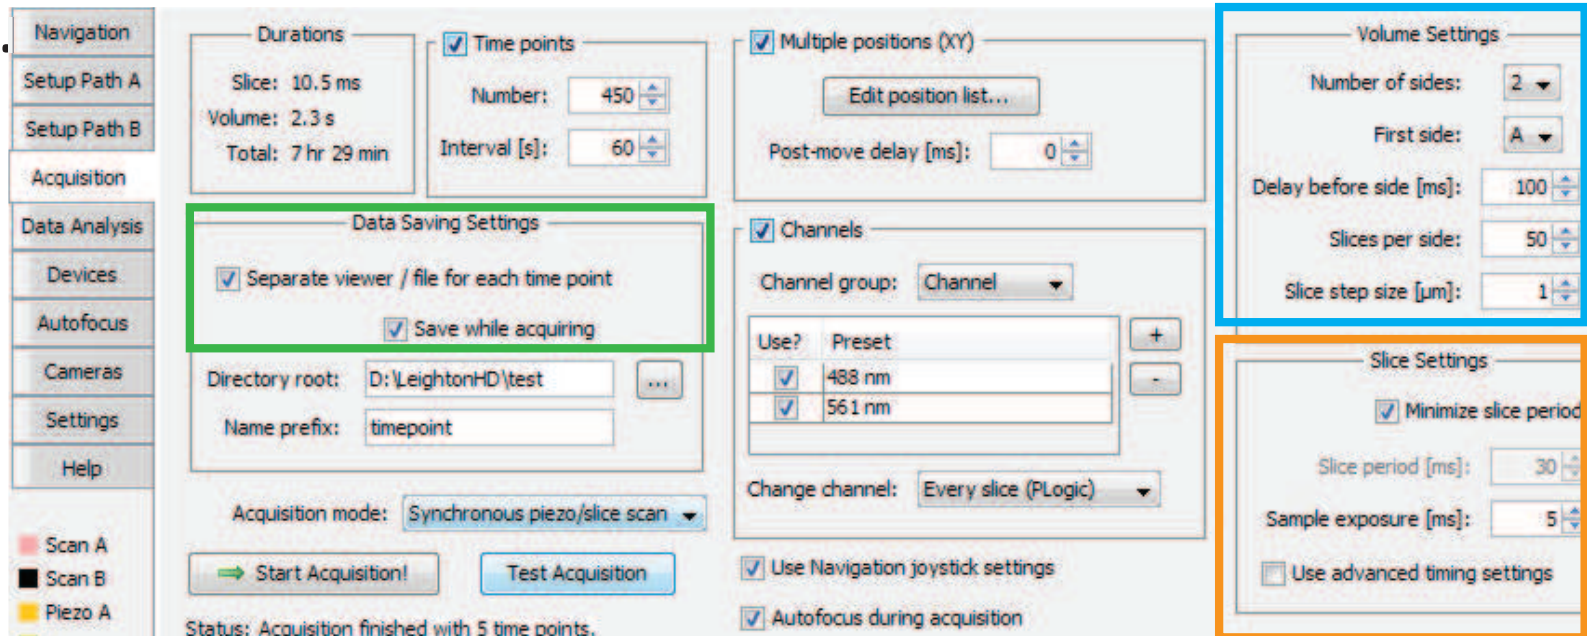 Navigation
Setup Path A
Setup Path B
Acquisition
Data Analysis
Devices
Autofocus
Cameras
Settings
Help
Scan A
Scan B
Piezo A
Durations
Slice: 10.5 ms
Volume: 2.3 s
Total: 7 hr 29 min
Time points
Number: 450
Interval [s]: 60
Data Saving Settings
Separate viewer / file for each time point
Save while acquiring
Directory root: D:\LeightonHD\test ...
Name prefix: timepoint
Acquisition mode: Synchronous piezo/slice scan
Start Acquisition! Test Acquisition
Status: Acquisition finished with 5 time points.
Multiple positions (XY)
Edit position list...
Post-move delay [ms]: 0
Channels
Channel group: Channel
Use? Preset +
488 nm -
561 nm
Change channel: Every slice (PLogic)
Use Navigation joystick settings
Autofocus during acquisition
Volume Settings
Number of sides: 2
First side: A
Delay before side [ms]: 100
Slices per side: 50
Slice step size [µm]: 1
Slice Settings
Minimize slice period
Slice period [ms]: 30
Sample exposure [ms]: 5
Use advanced timing settings